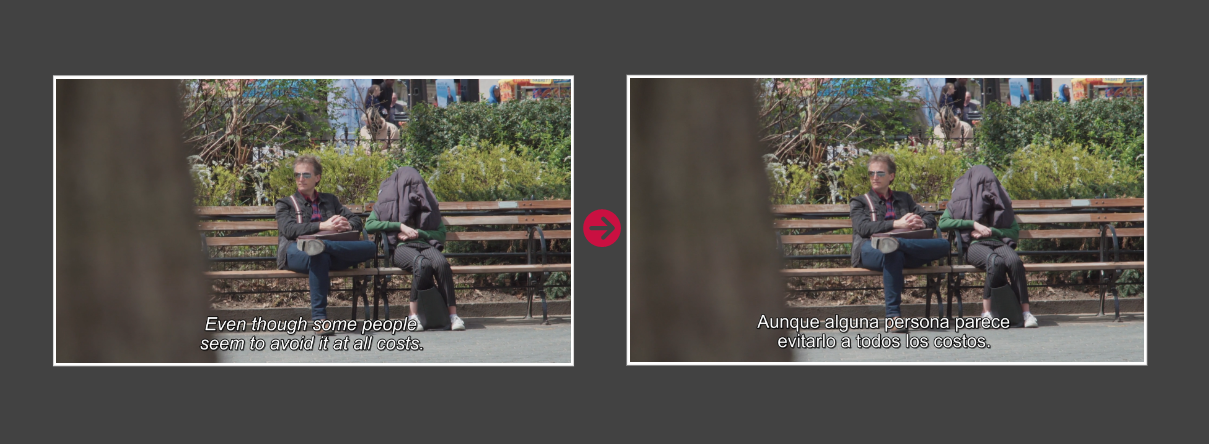 Even though some people
seem to avoid it at all costs.
Aunque alguna persona parece
evitarlo a todos los costos.